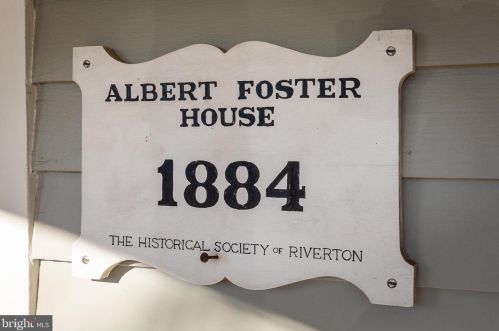 ALBERT FOSTER
HOUSE
1884
THE HISTORICAL SOCIETY OF RIVERTON
bright MLS